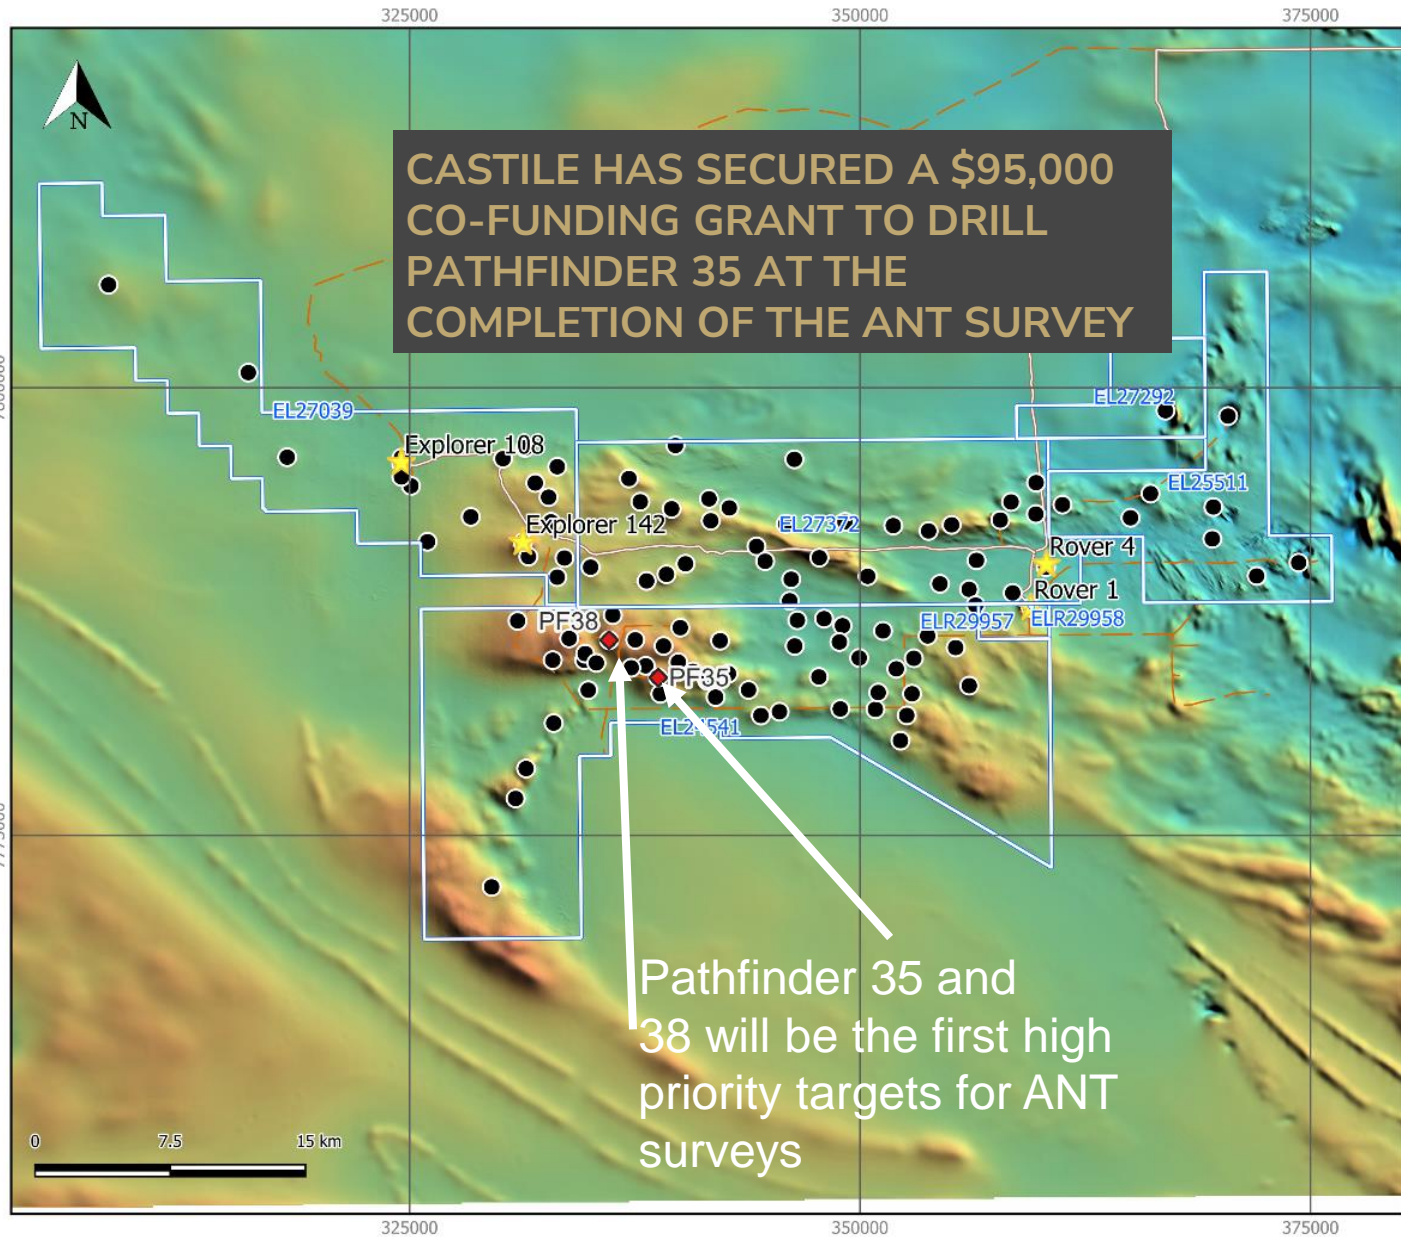 325000
350000
375000
N
CASTILE HAS SECURED A $95,000
CO-FUNDING GRANT TO DRILL
PATHFINDER 35 AT THE
COMPLETION OF THE ANT SURVEY
EL27039
EL27292
Explorer 108
EL25511
Explorer 142
EL27372
Rover 4
Rover 1
PF38
ELR29957
ELR29958
PF35
EL24541
Pathfinder 35 and
38 will be the first high
priority targets for ANT
surveys
0
7.5
15 km
325000
350000
375000